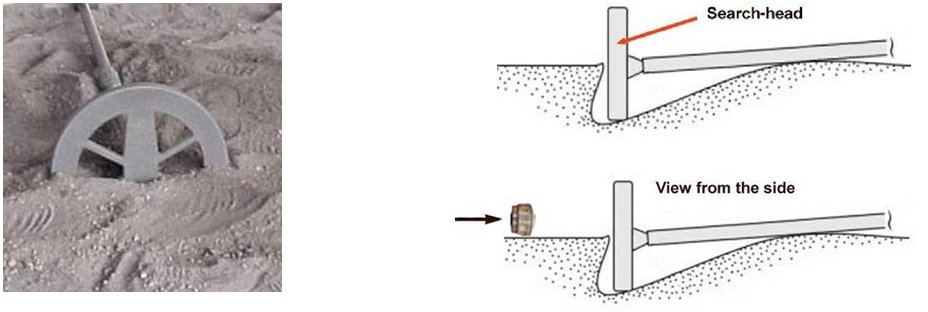 Search-head
View from the side